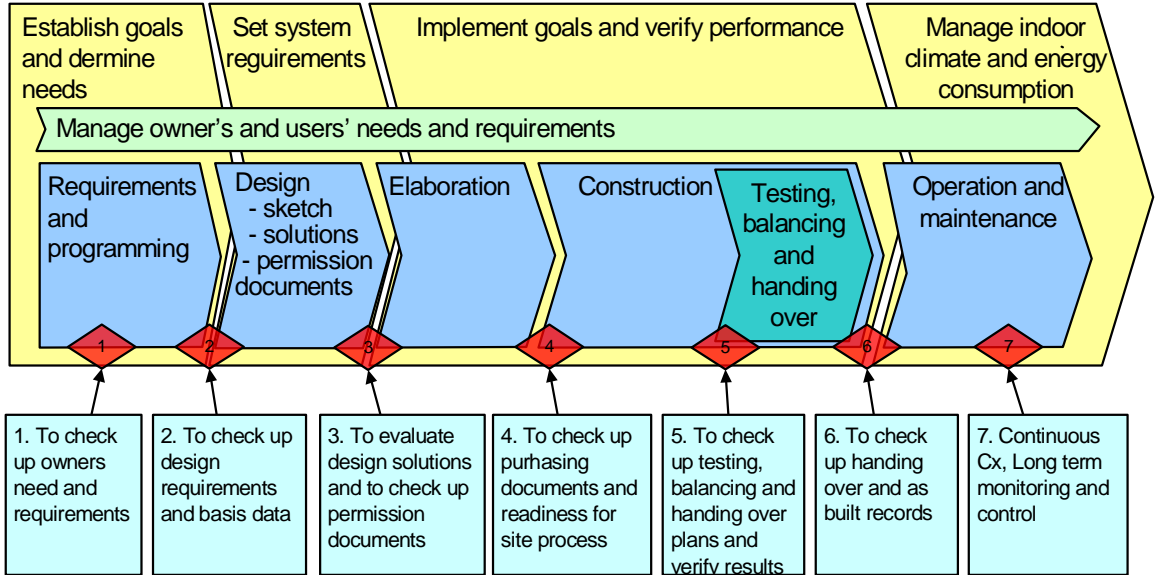 Establish goals
and dermine
needs
Set system
reguirements
Implement goals and verify performance
Manage indoor
climate and energy
consumption
Manage owner's and users' needs and requirements
Requirements
and
programming
Design
- sketch
- solutions
- permission
documents
Elaboration
Construction
Testing,
balancing
and
handing
over
Operation and
maintenance
1
2
3
4
5
6
7
1. To check
up owners
need and
requirements
2. To check up
design
requirements
and basis data
3. To evaluate
design solutions
and to check up
permission
documents
4. To check up
purhasing
documents and
readiness for
site process
5. To check
up testing,
balancing and
handing over
plans and
verify results
6. To check
up handing
over and as
built records
7. Continuous
Cx, Long term
monitoring and
control